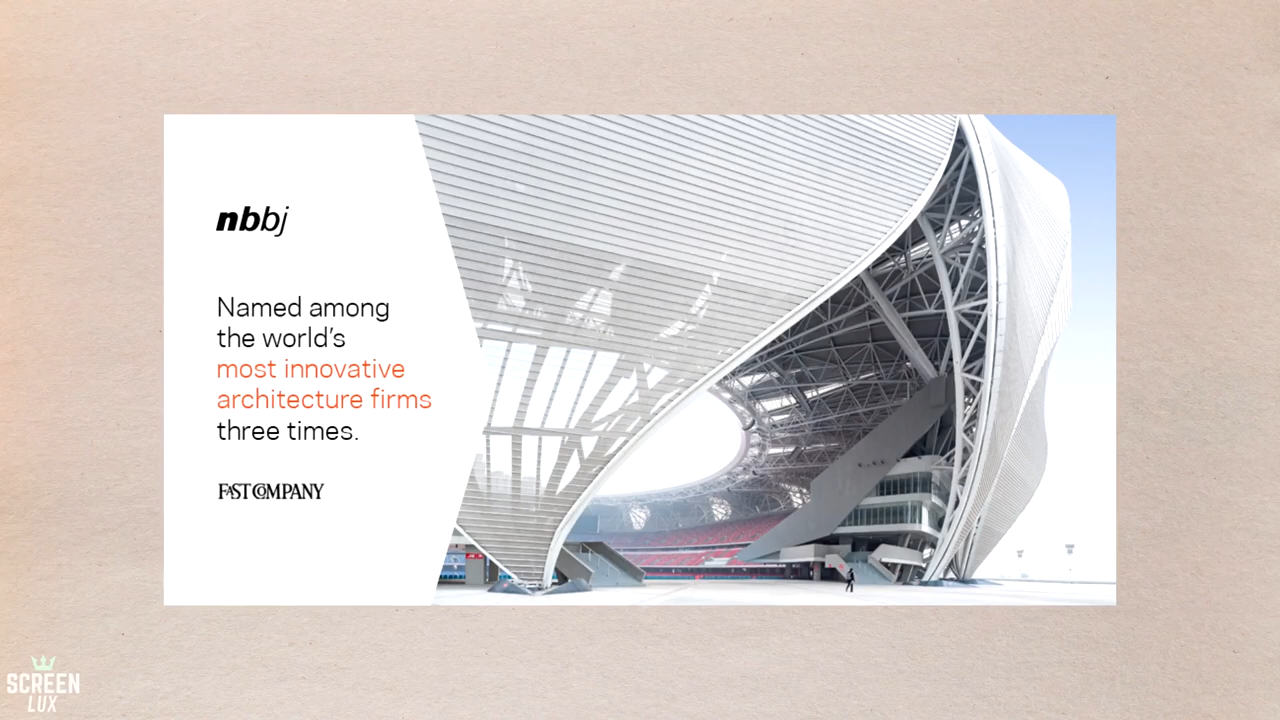 nbbj
Named among
the world's
most innovative
architecture firms
three times.
FAST COMPANY
SCREEN
LUX